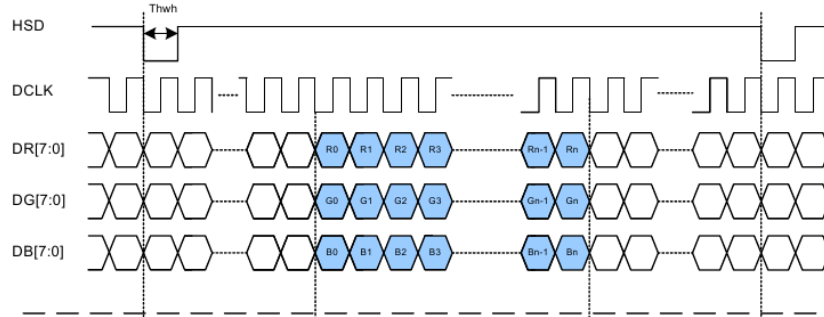 Thwh
HSD
DCLK
DR[7:0] R0 R1 R2 R3 Rn-1 Rn
DG[7:0] G0 G1 G2 G3 Gn-1 Gn
DB[7:0] B0 B1 B2 B3 Bn-1 Bn